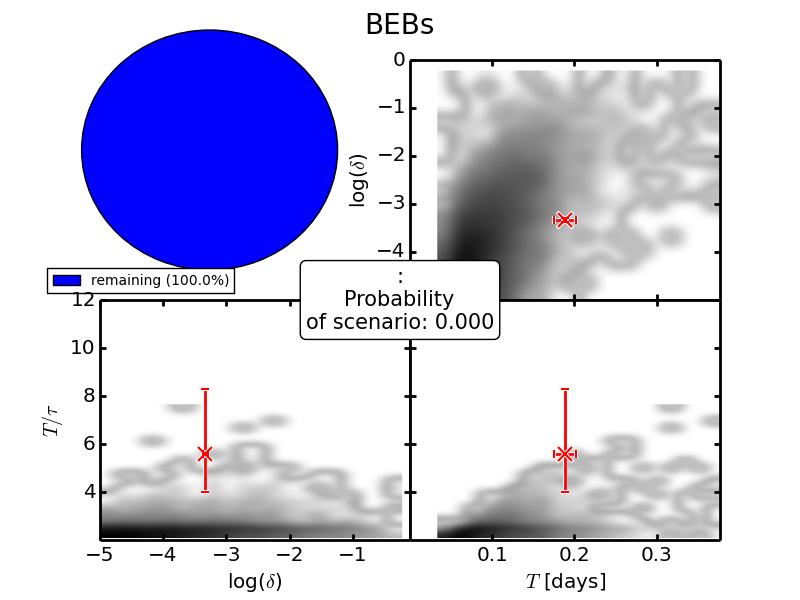 BEBs
0
−1
−2
−3
−4
log(δ)
remaining (100.0%)
:
Probability
of scenario: 0.000
12
10
8
6
4
T/τ
−5 −4 −3 −2 −1
log(δ)
0.1 0.2 0.3
T [days]